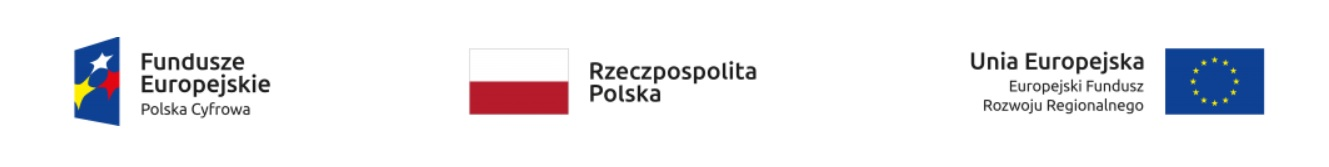 Fundusze
Europejskie
Polska Cyfrowa
Rzeczpospolita
Polska
Unia Europejska
Europejski Fundusz
Rozwoju Regionalnego